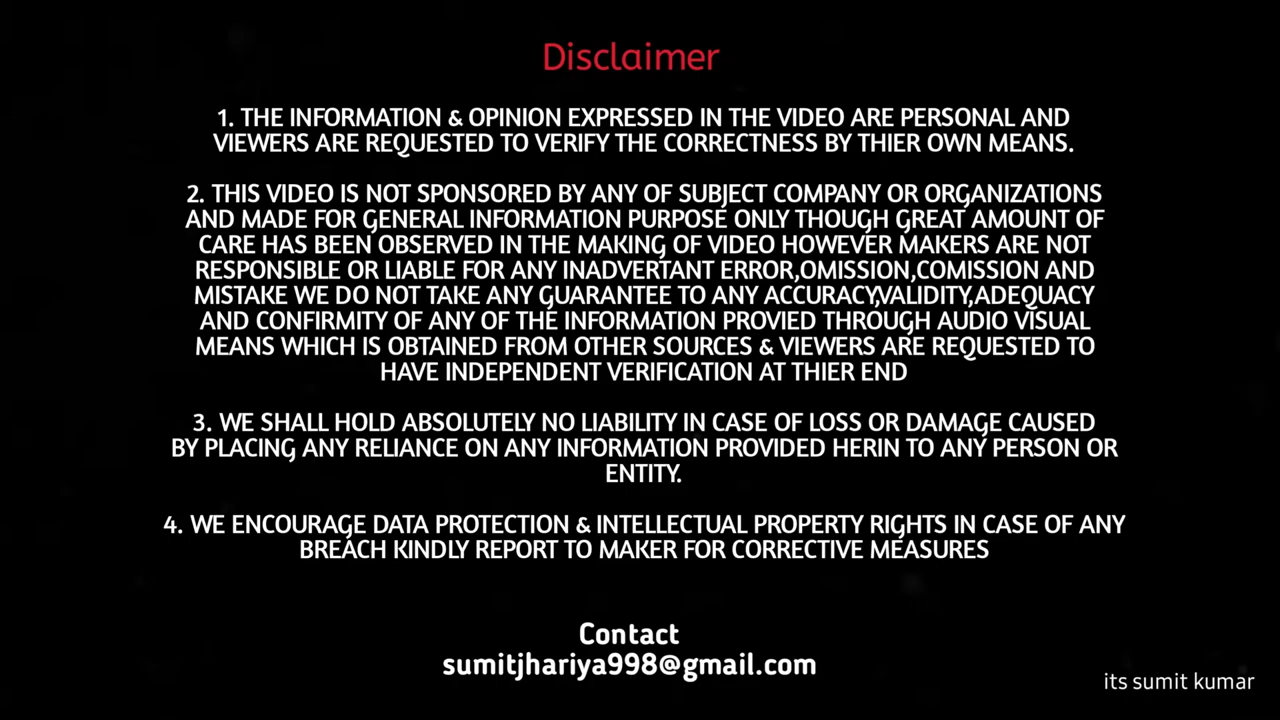 Disclaimer
1. THE INFORMATION & OPINION EXPRESSED IN THE VIDEO ARE PERSONAL AND
VIEWERS ARE REQUESTED TO VERIFY THE CORRECTNESS BY THIER OWN MEANS.
2. THIS VIDEO IS NOT SPONSORED BY ANY OF SUBJECT COMPANY OR ORGANIZATIONS
AND MADE FOR GENERAL INFORMATION PURPOSE ONLY THOUGH GREAT AMOUNT OF
CARE HAS BEEN OBSERVED IN THE MAKING OF VIDEO HOWEVER MAKERS ARE NOT
RESPONSIBLE OR LIABLE FOR ANY INADVERTANT ERROR,OMISSION,COMISSION AND
MISTAKE WE DO NOT TAKE ANY GUARANTEE TO ANY ACCURACY,VALIDITY,ADEQUACY
AND CONFIRMITY OF ANY OF THE INFORMATION PROVIED THROUGH AUDIO VISUAL
MEANS WHICH IS OBTAINED FROM OTHER SOURCES & VIEWERS ARE REQUESTED TO
HAVE INDEPENDENT VERIFICATION AT THIER END
3. WE SHALL HOLD ABSOLUTELY NO LIABILITY IN CASE OF LOSS OR DAMAGE CAUSED
BY PLACING ANY RELIANCE ON ANY INFORMATION PROVIDED HERIN TO ANY PERSON OR
ENTITY.
4. WE ENCOURAGE DATA PROTECTION & INTELLECTUAL PROPERTY RIGHTS IN CASE OF ANY
BREACH KINDLY REPORT TO MAKER FOR CORRECTIVE MEASURES
Contact
sumitjhariya998@gmail.com
its sumit kumar